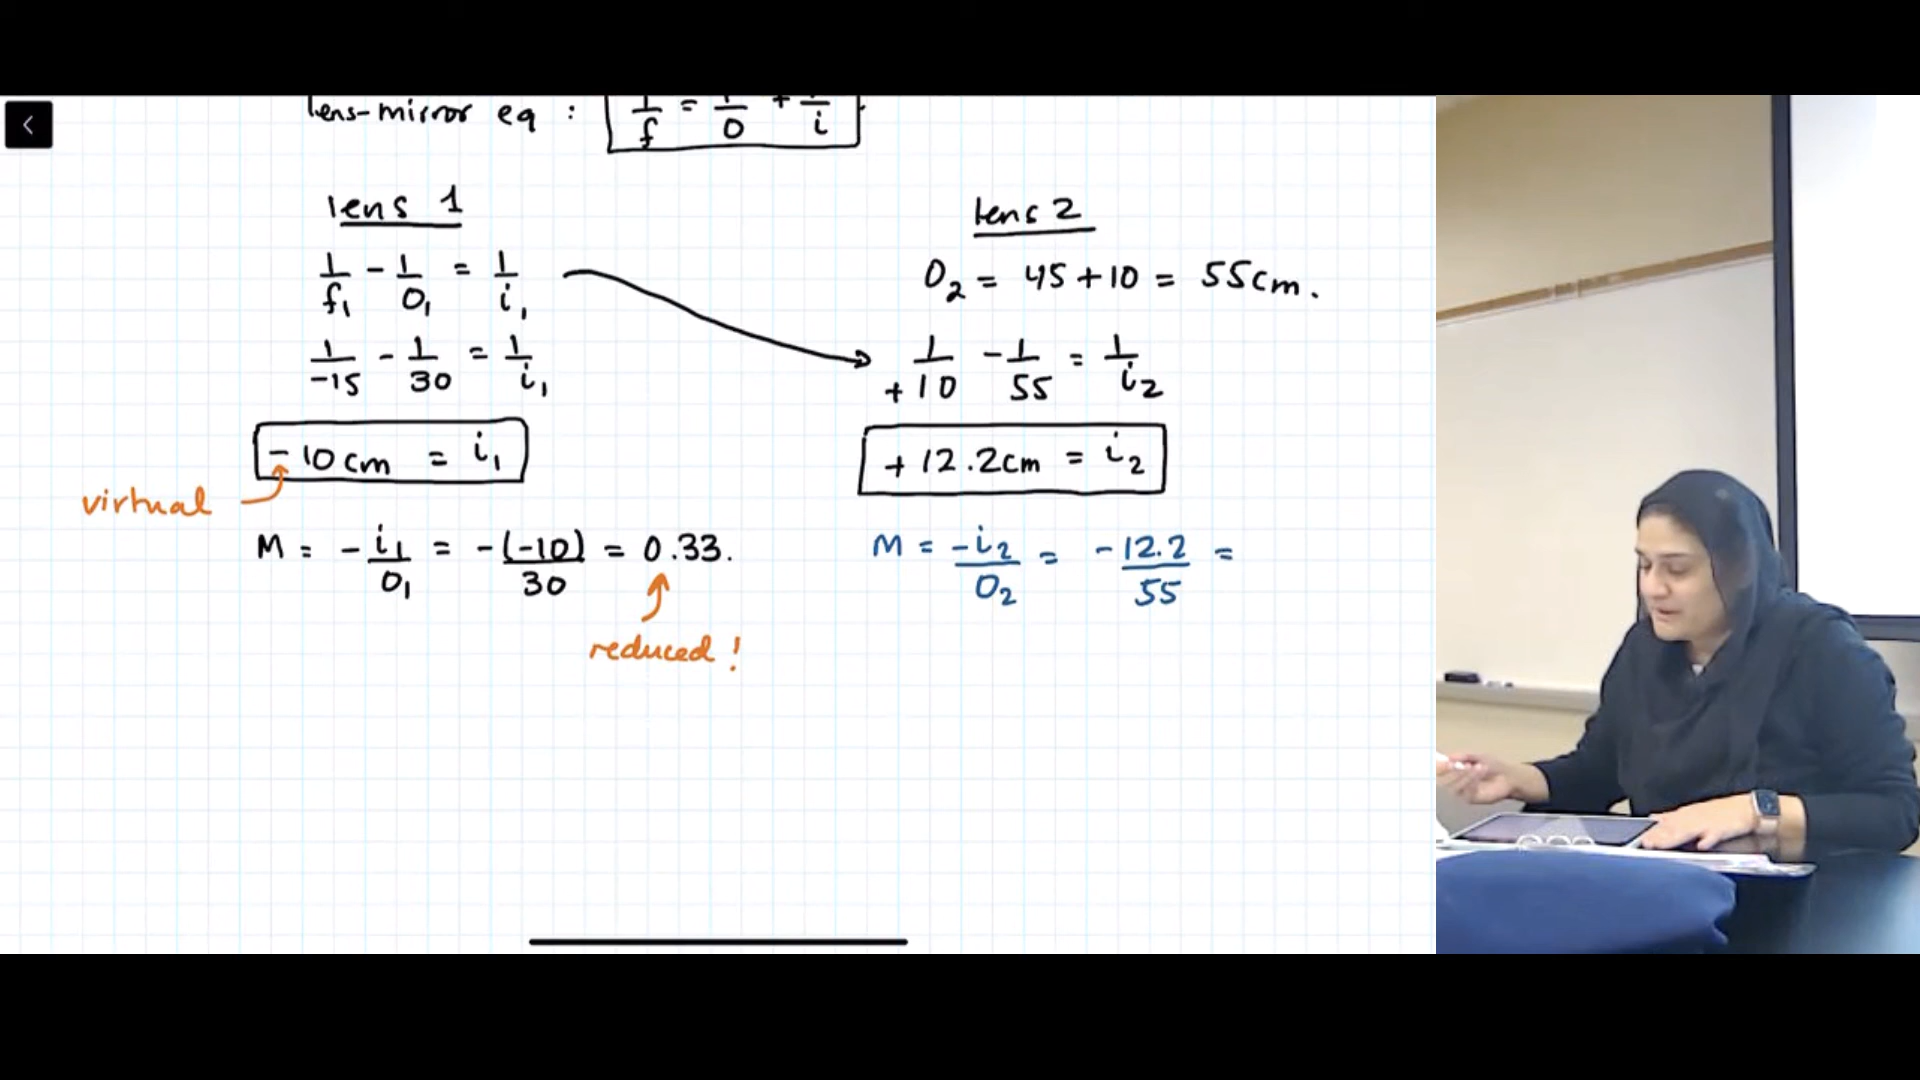 lens-mirror eq : 1/f = 1/o + 1/i
lens 1
1/f₁ - 1/O₁ = 1/i₁
1/-15 - 1/30 = 1/i₁
-10cm = i₁
virtual
M = -i₁/O₁ = -(-10)/30 = 0.33.
reduced!
lens 2
O₂ = 45+10 = 55cm.
1/+10 - 1/55 = 1/i₂
+12.2cm = i₂
M = -i₂/O₂ = -12.2/55 =